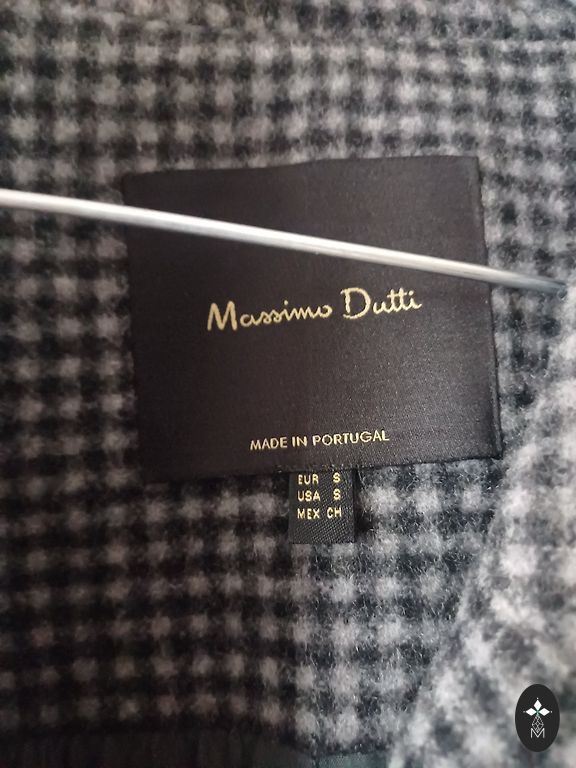 Massimo Dutti
MADE IN PORTUGAL
EUR S
USA S
MEX CH
M